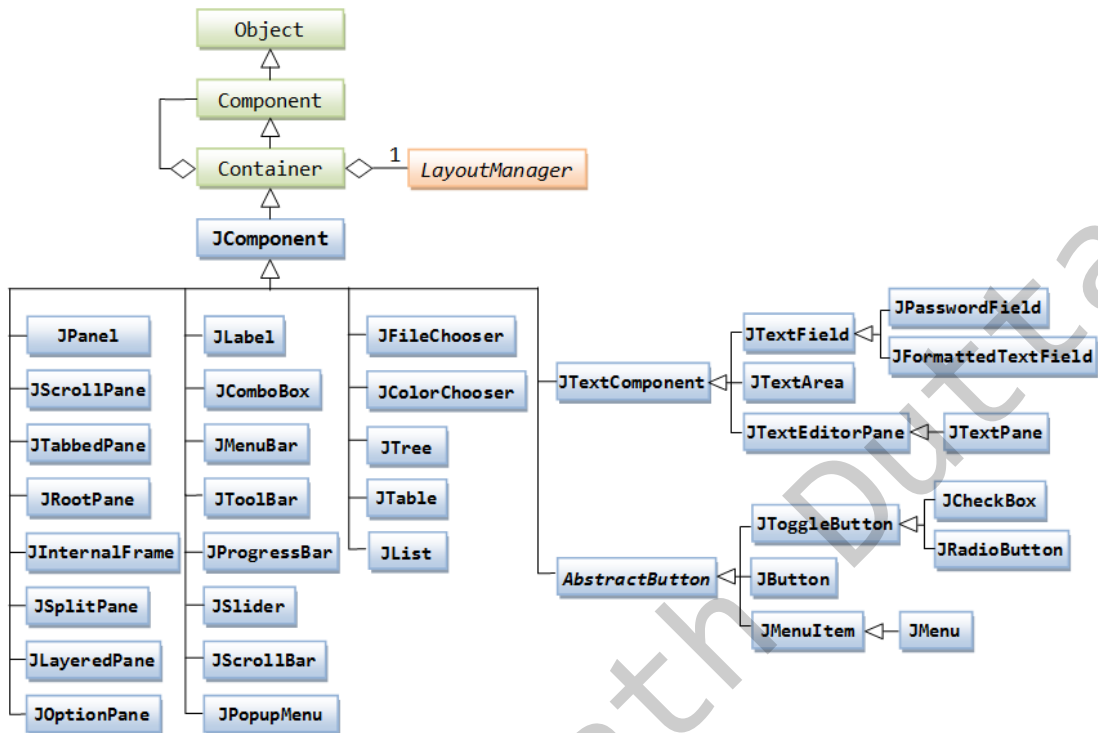 Object
Component
Container
1
LayoutManager
JComponent
JPanel
JScrollPane
JTabbedPane
JRootPane
JInternalFrame
JSplitPane
JLayeredPane
JOptionPane
JLabel
JComboBox
JMenuBar
JToolBar
JProgressBar
JSlider
JScrollBar
JPopupMenu
JFileChooser
JColorChooser
JTree
JTable
JList
JTextComponent
JTextField
JPasswordField
JFormattedTextField
JTextArea
JTextEditorPane
JTextPane
AbstractButton
JToggleButton
JCheckBox
JRadioButton
JButton
JMenuItem
JMenu
th Dutta